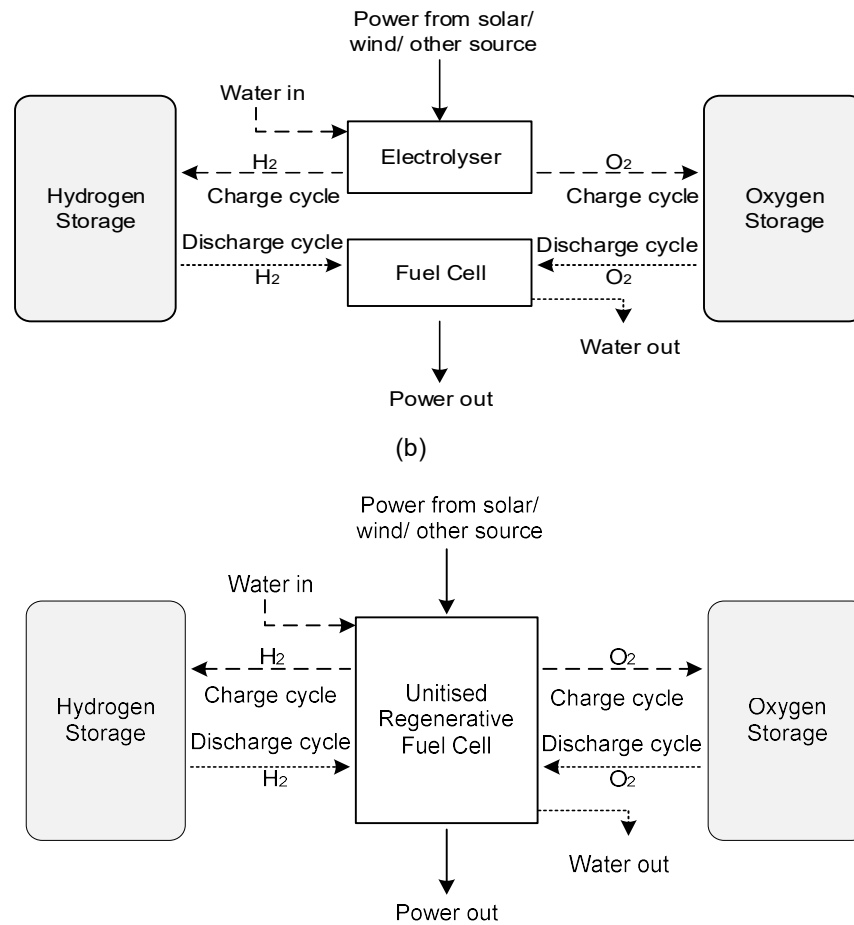 Power from solar/
wind/ other source
Water in
Electrolyser
H2
O2
Charge cycle
Charge cycle
Hydrogen
Storage
Oxygen
Storage
Discharge cycle
Discharge cycle
H2
Fuel Cell
O2
Water out
Power out
(b)
Power from solar/
wind/ other source
Water in
H2
O2
Charge cycle
Charge cycle
Hydrogen
Storage
Unitised
Regenerative
Fuel Cell
Oxygen
Storage
Discharge cycle
Discharge cycle
H2
O2
Water out
Power out